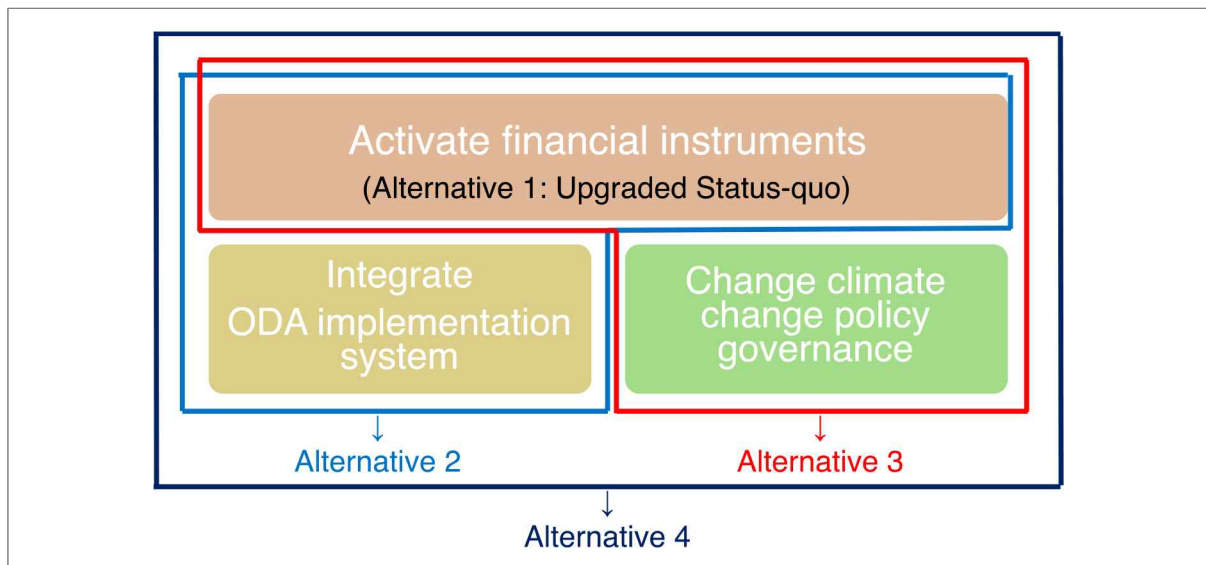 Activate financial instruments
(Alternative 1: Upgraded Status-quo)
Integrate
ODA implementation
system
Change climate
change policy
governance
↓
Alternative 2
↓
Alternative 3
↓
Alternative 4